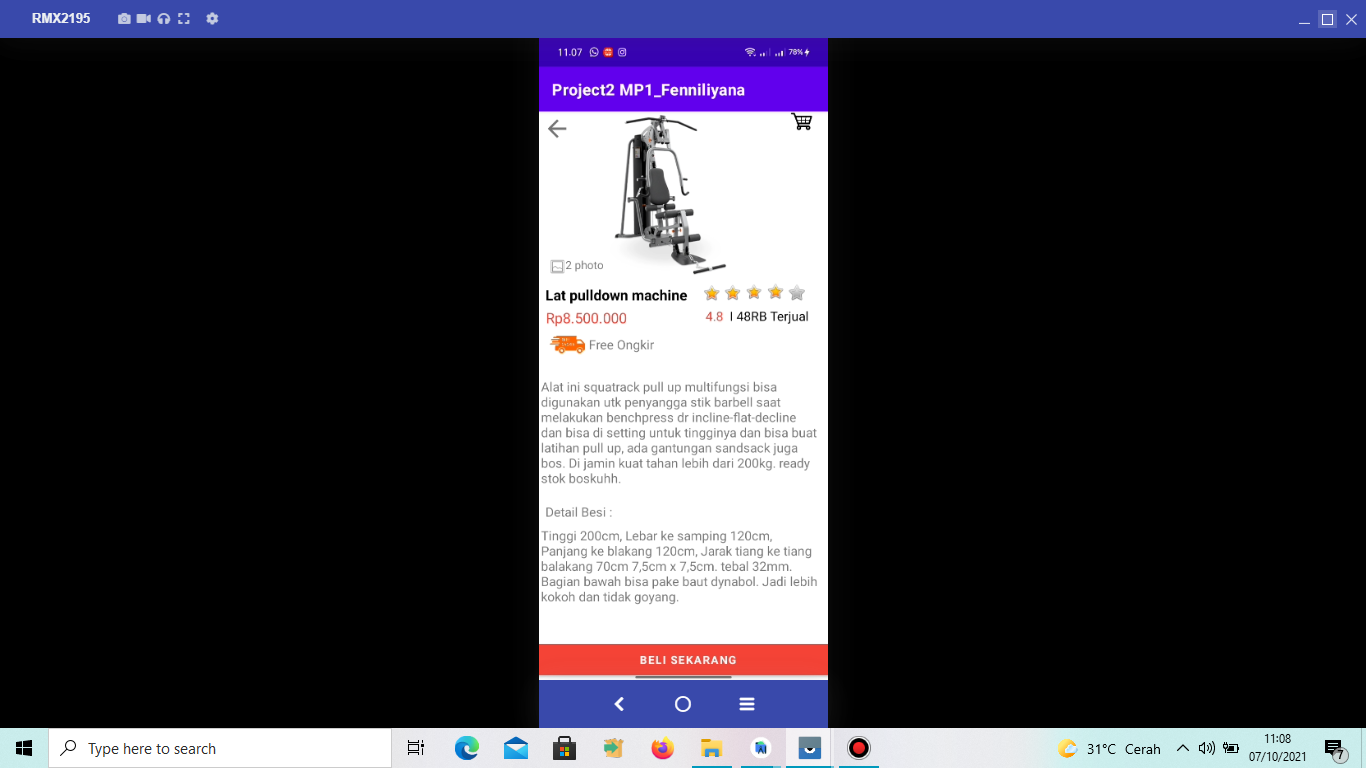 RMX2195
11.07
78%
Project2 MP1_Fenniliyana
2 photo
Lat pulldown machine
Rp8.500.000
4.8 I 48RB Terjual
Free Ongkir
Alat ini squatrack pull up multifungsi bisa
digunakan utk penyangga stik barbell saat
melakukan benchpress dr incline-flat-decline
dan bisa di setting untuk tingginya dan bisa buat
latihan pull up, ada gantungan sandsack juga
bos. Di jamin kuat tahan lebih dari 200kg. ready
stok boskuhh.
Detail Besi :
Tinggi 200cm, Lebar ke samping 120cm,
Panjang ke blakang 120cm, Jarak tiang ke tiang
balakang 70cm 7,5cm x 7,5cm. tebal 32mm.
Bagian bawah bisa pake baut dynabol. Jadi lebih
kokoh dan tidak goyang.
BELI SEKARANG
Type here to search
31°C Cerah
11:08
07/10/2021
7